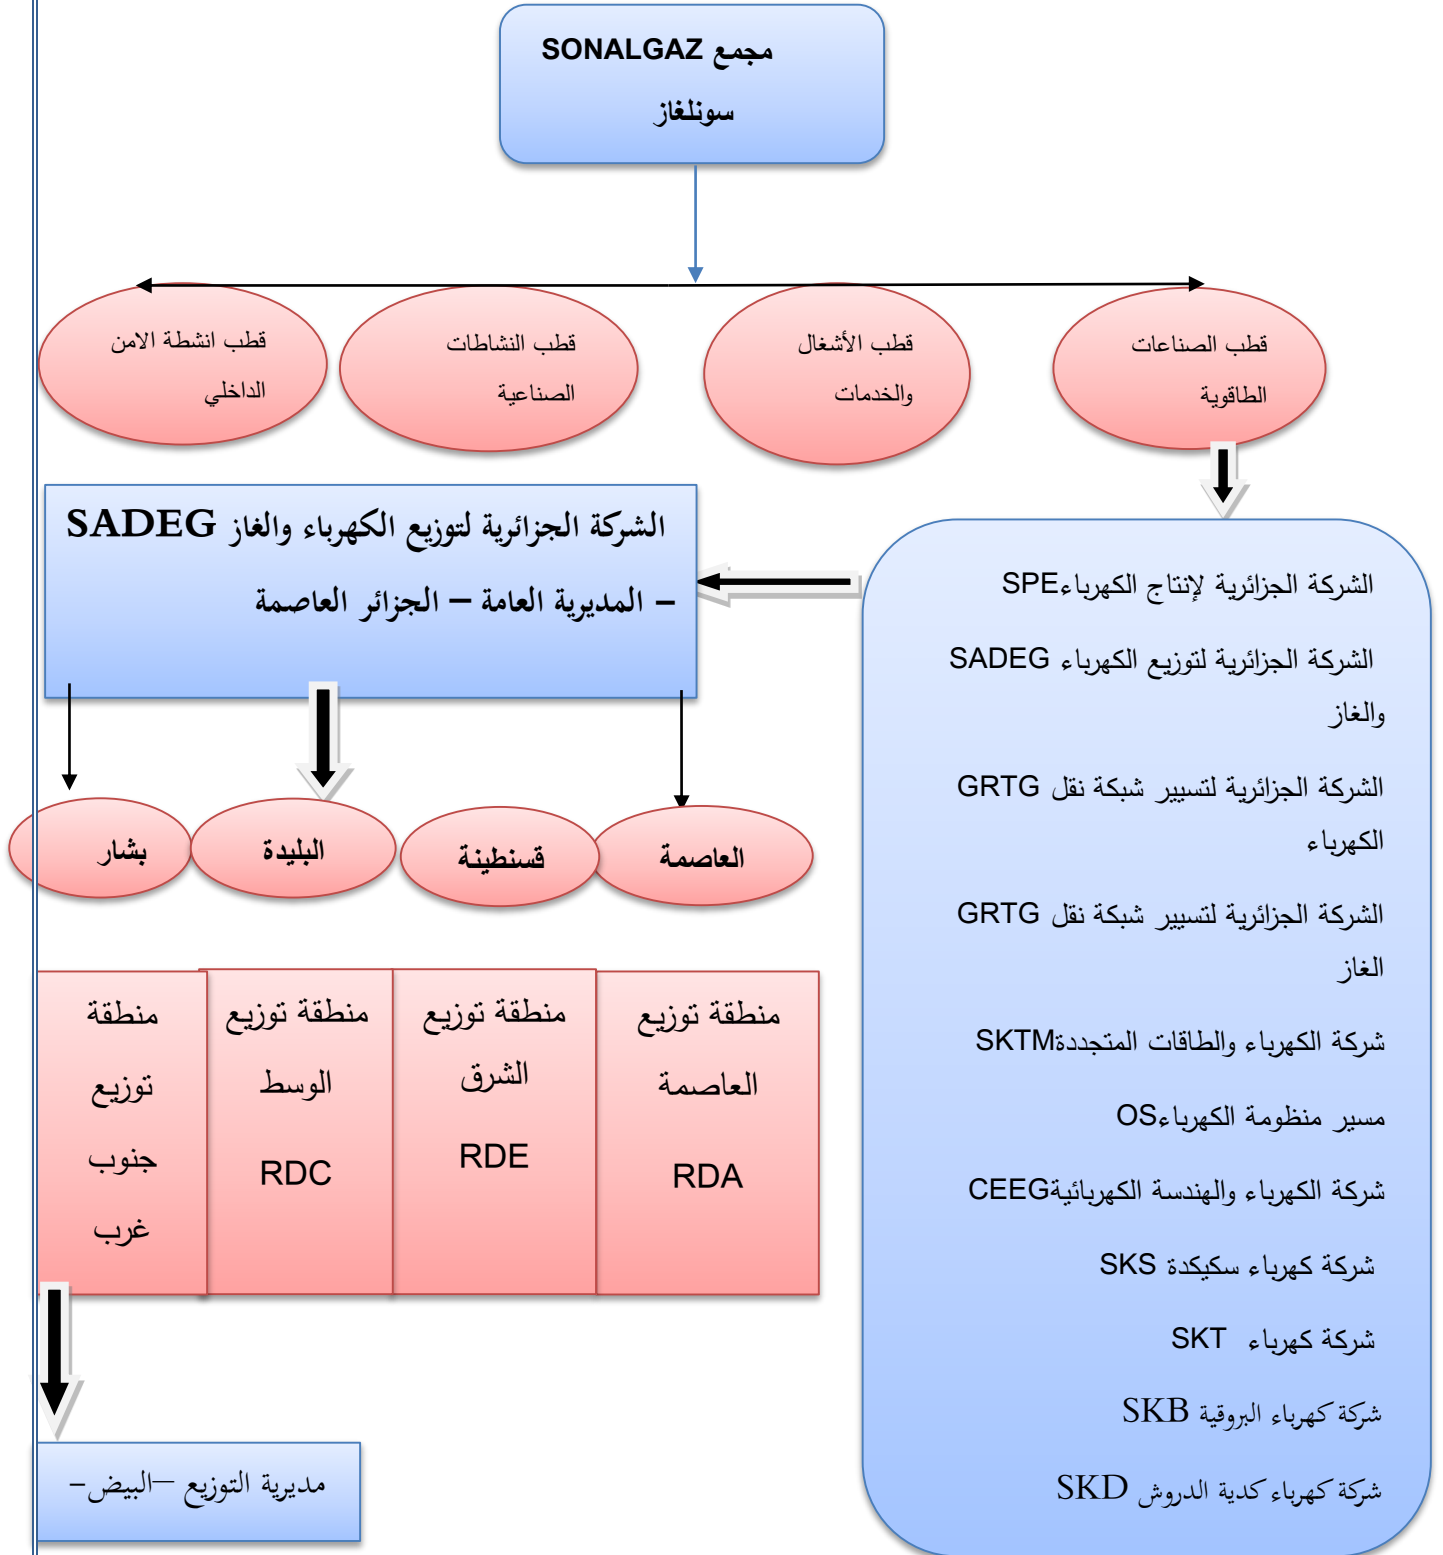 مجمع SONALGAZ
سونلغاز
قطب الصناعات
الطاقوية
قطب الأشغال
والخدمات
قطب النشاطات
الصناعية
قطب انشطة الامن
الداخلي
الشركة الجزائرية لإنتاج الكهرباءSPE
الشركة الجزائرية لتوزيع الكهرباء SADEG
والغاز
الشركة الجزائرية لتسيير شبكة نقل GRTG
الكهرباء
الشركة الجزائرية لتسيير شبكة نقل GRTG
الغاز
شركة الكهرباء والطاقات المتجددةSKTM
مسير منظومة الكهرباءOS
شركة الكهرباء والهندسة الكهربائيةCEEG
شركة كهرباء سكيكدة SKS
شركة كهرباء SKT
شركة كهرباء البروقية SKB
شركة كهرباء كدية الدروش SKD
الشركة الجزائرية لتوزيع الكهرباء والغاز SADEG
– المديرية العامة – الجزائر العاصمة
العاصمة
قسنطينة
البليدة
بشار
منطقة توزيع
العاصمة
RDA
منطقة توزيع
الشرق
RDE
منطقة توزيع
الوسط
RDC
منطقة
توزيع
جنوب
غرب
مديرية التوزيع –البيض-